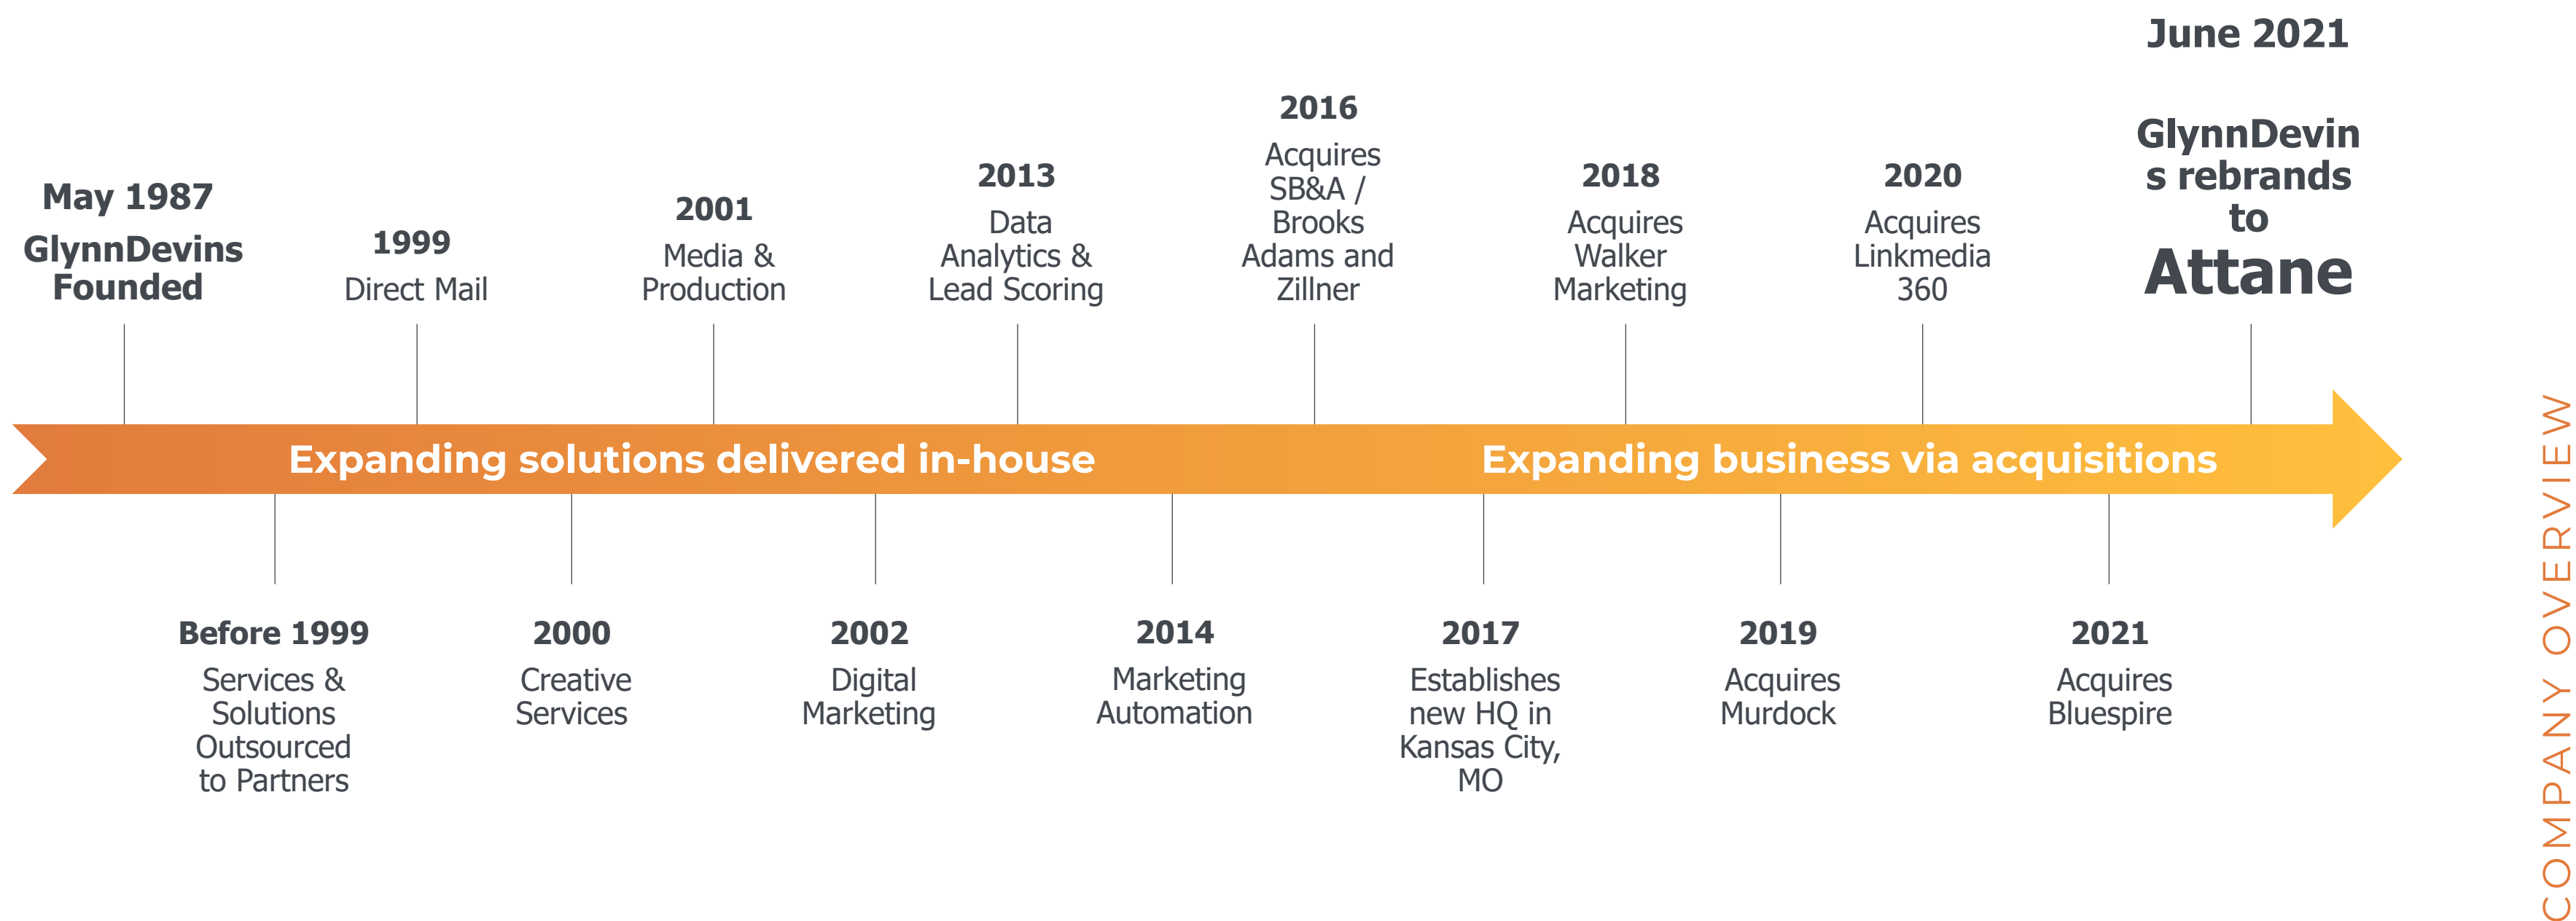 May 1987
GlynnDevins
Founded
Before 1999
Services &
Solutions
Outsourced
to Partners
1999
Direct Mail
2000
Creative
Services
2001
Media &
Production
2002
Digital
Marketing
2013
Data
Analytics &
Lead Scoring
2014
Marketing
Automation
2016
Acquires
SB&A /
Brooks
Adams and
Zillner
2017
Establishes
new HQ in
Kansas City,
MO
2018
Acquires
Walker
Marketing
2019
Acquires
Murdock
2020
Acquires
Linkmedia
360
2021
Acquires
Bluespire
June 2021
GlynnDevin
s rebrands
to
Attane
Expanding solutions delivered in-house
Expanding business via acquisitions
COMPANY OVERVIEW